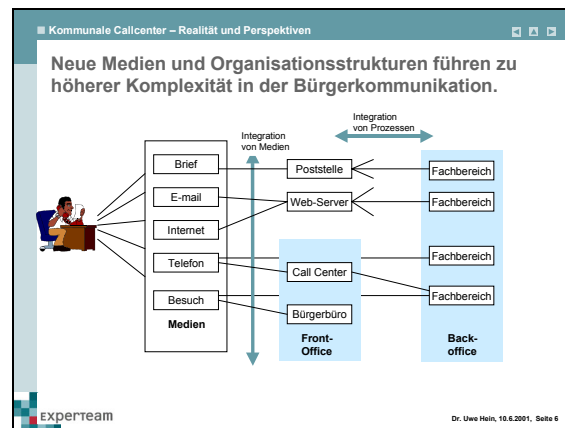 Kommunale Callcenter – Realität und Perspektiven
Neue Medien und Organisationsstrukturen führen zu
höherer Komplexität in der Bürgerkommunikation.
Integration
von Medien
Integration
von Prozessen
Brief
E-mail
Internet
Telefon
Besuch
Medien
Poststelle
Web-Server
Call Center
Bürgerbüro
Front-
Office
Fachbereich
Fachbereich
Fachbereich
Fachbereich
Back-
office
EXPERTEAM
Dr. Uwe Hein, 10.6.2001, Seite 6